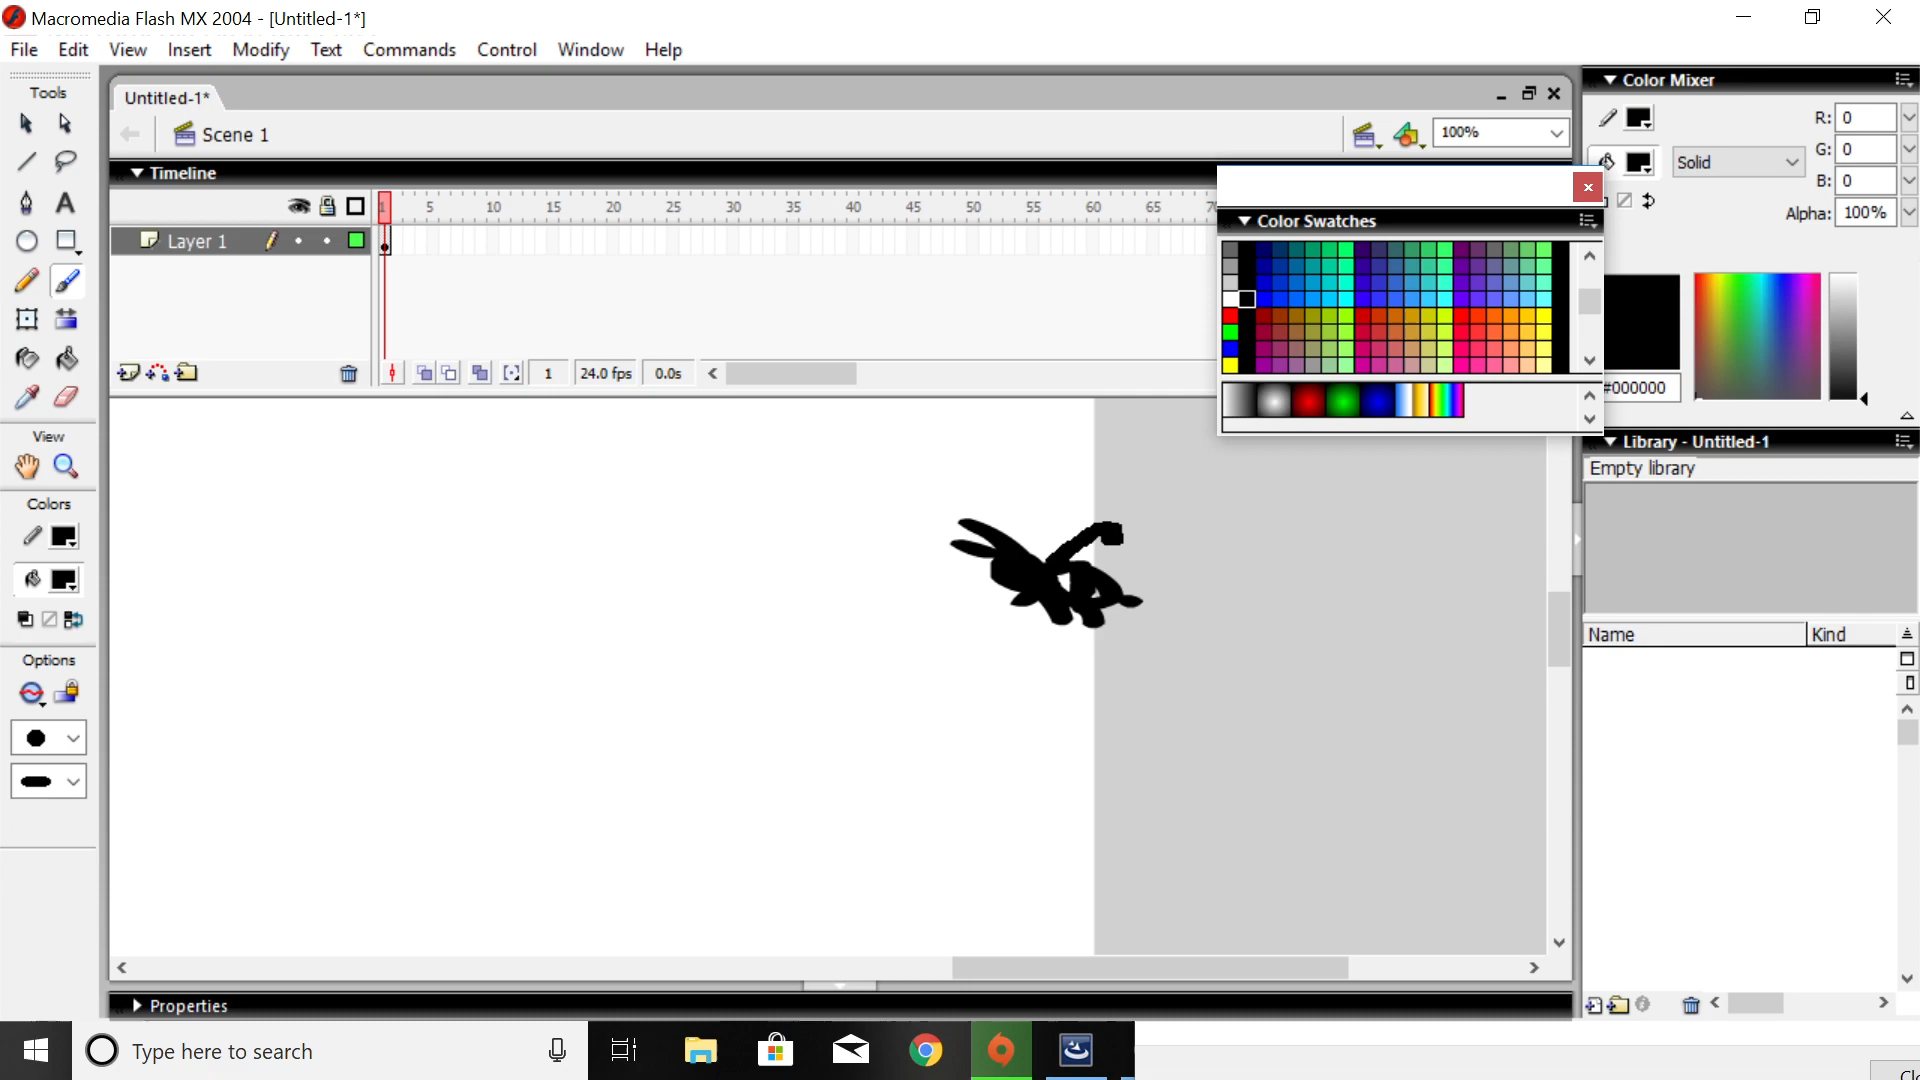 Macromedia Flash MX 2004 - [Untitled-1*]
File Edit View Insert Modify Text Commands Control Window Help
Tools
Untitled-1*
Scene 1
100%
Timeline
1 5 10 15 20 25 30 35 40 45 50 55 60 65
Layer 1
1 24.0 fps 0.0s
Color Mixer
R: 0
Solid
G: 0
B: 0
Alpha: 100%
Color Swatches
#000000
View
Colors
Options
Library - Untitled-1
Empty library
Name Kind
Properties
Type here to search